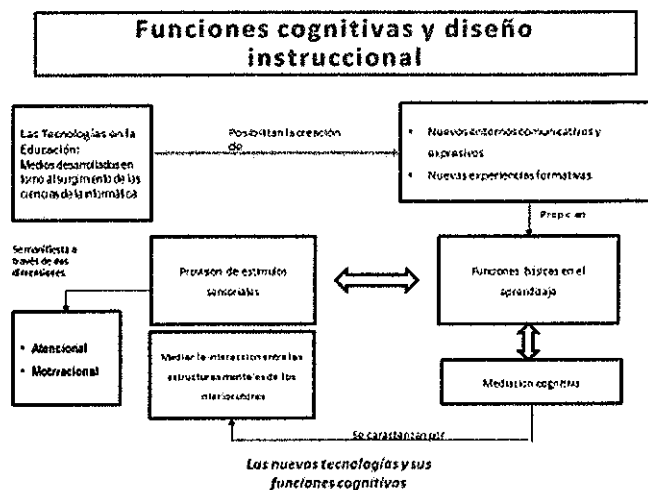 Funciones cognitivas y diseño
instruccional
Las Tecnologías en la
Educación:
Medios desarrollados en
torno al surgimiento de las
ciencias de la informática
Posibilitan la creación
de
• Nuevos entornos comunicativos y
expresivos
• Nuevas experiencias formativas
Propician
Se manifiesta a
través de dos
dimensiones
Provisión de estímulos
sensoriales
Funciones básicas en el
aprendizaje
• Atencional
• Motivacional
Mediar la interacción entre las
estructuras mentales de los
interlocutores
Mediación cognitiva
Se caracterizan por
Las nuevas tecnologías y sus
funciones cognitivas